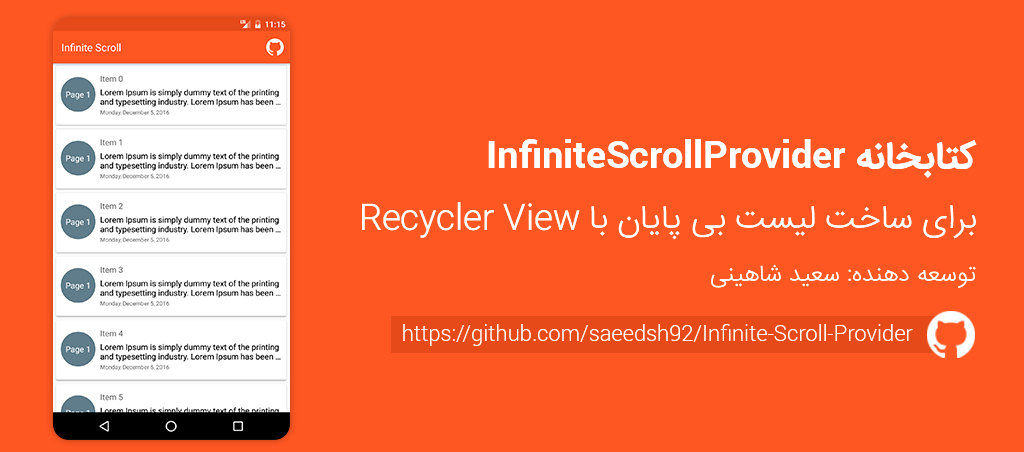 11:15
Infinite Scroll
Page 1
Item 0
Lorem Ipsum is simply dummy text of the printing
and typesetting industry. Lorem Ipsum has been ...
Monday, December 5, 2016
Page 1
Item 1
Lorem Ipsum is simply dummy text of the printing
and typesetting industry. Lorem Ipsum has been ...
Monday, December 5, 2016
Page 1
Item 2
Lorem Ipsum is simply dummy text of the printing
and typesetting industry. Lorem Ipsum has been ...
Monday, December 5, 2016
Page 1
Item 3
Lorem Ipsum is simply dummy text of the printing
and typesetting industry. Lorem Ipsum has been ...
Monday, December 5, 2016
Page 1
Item 4
Lorem Ipsum is simply dummy text of the printing
and typesetting industry. Lorem Ipsum has been ...
Monday, December 5, 2016
Page 1
Item 5
Lorem Ipsum is simply dummy text of the printing
کتابخانه InfiniteScrollProvider
برای ساخت لیست بی پایان با Recycler View
توسعه دهنده: سعید شاهینی
https://github.com/saeedsh92/Infinite-Scroll-Provider